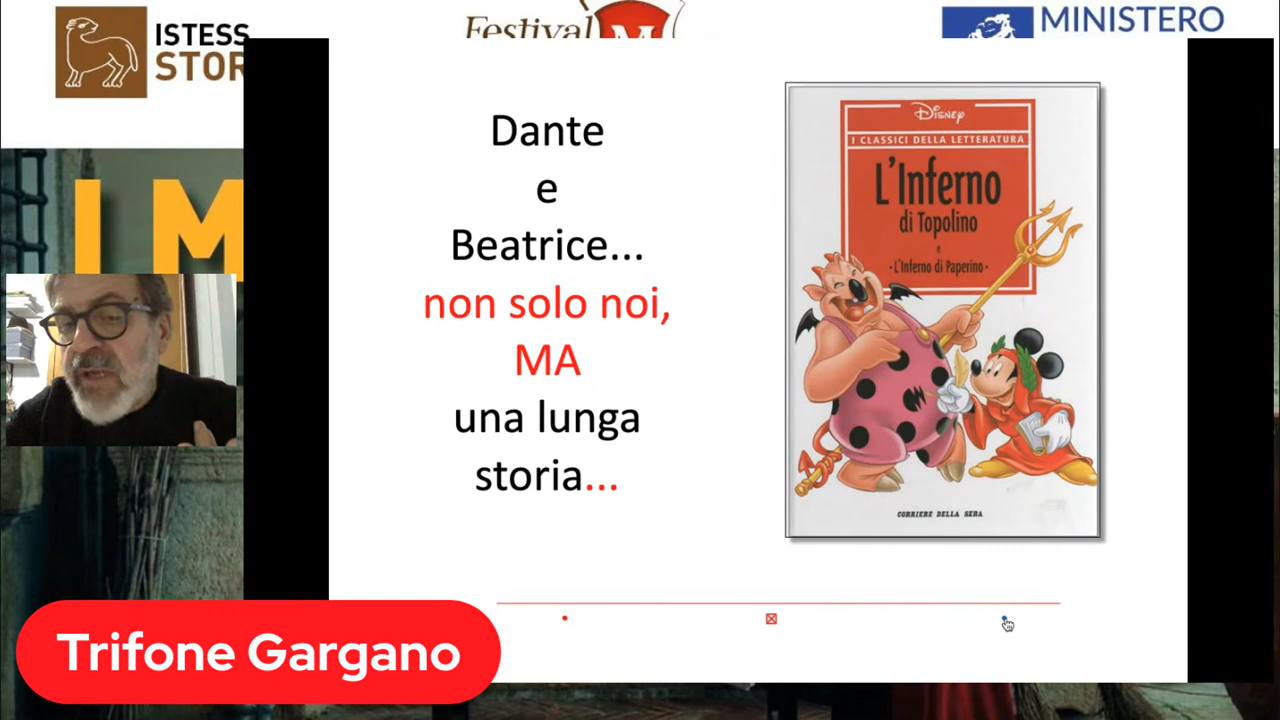 ISTESS
STOR
Festival
M
MINISTERO
I M
Dante
e
Beatrice...
non solo noi,
MA
una lunga
storia...
Disney
I CLASSICI DELLA LETTERATURA
L'Inferno
di Topolino
e
•L'Inferno di Paperino•
CORRIERE DELLA SERA
Trifone Gargano